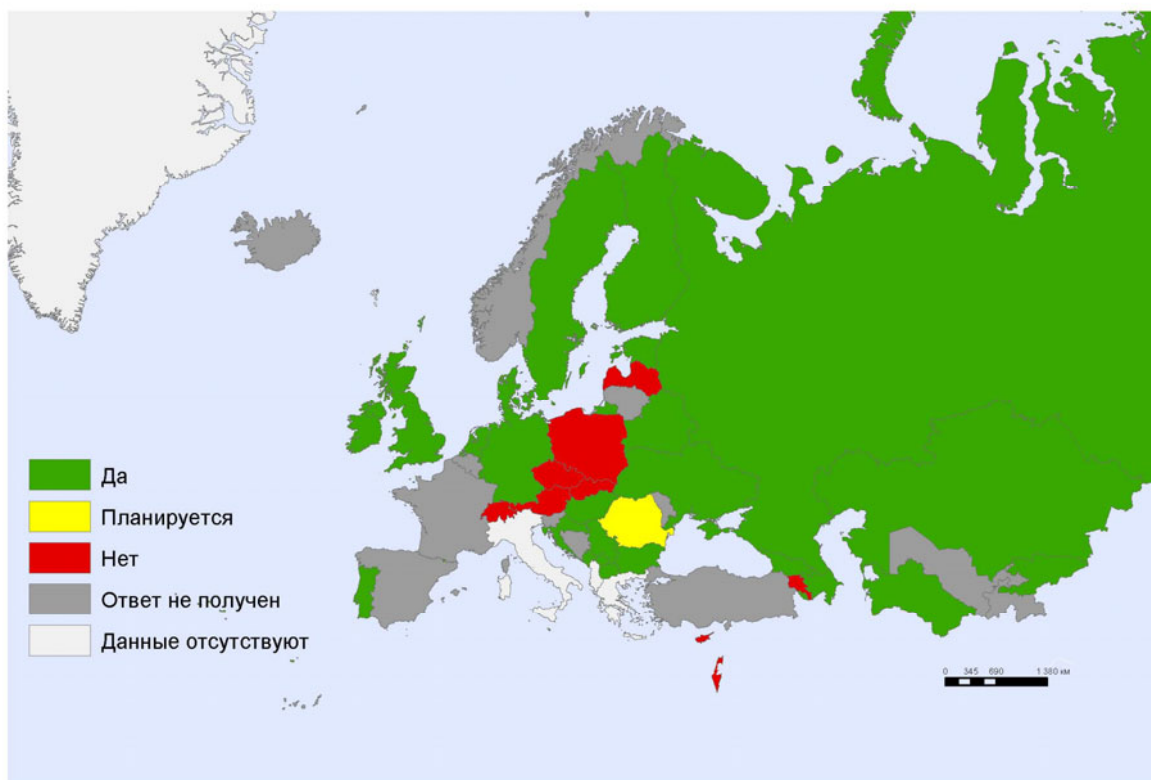 Да
Планируется
Нет
Ответ не получен
Данные отсутствуют
0 345 690 1 380 км